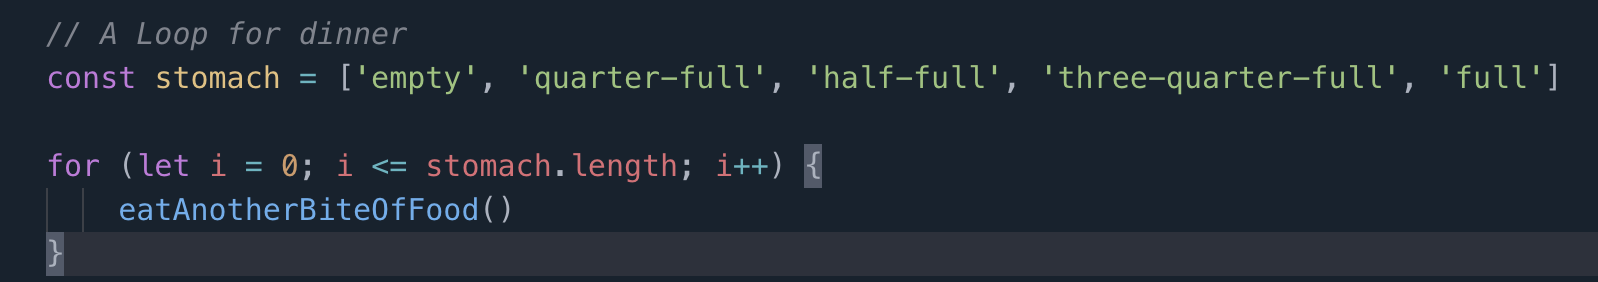 // A Loop for dinner
const stomach = ['empty', 'quarter-full', 'half-full', 'three-quarter-full', 'full']
for (let i = 0; i <= stomach.length; i++) {
eatAnotherBiteOfFood()
}